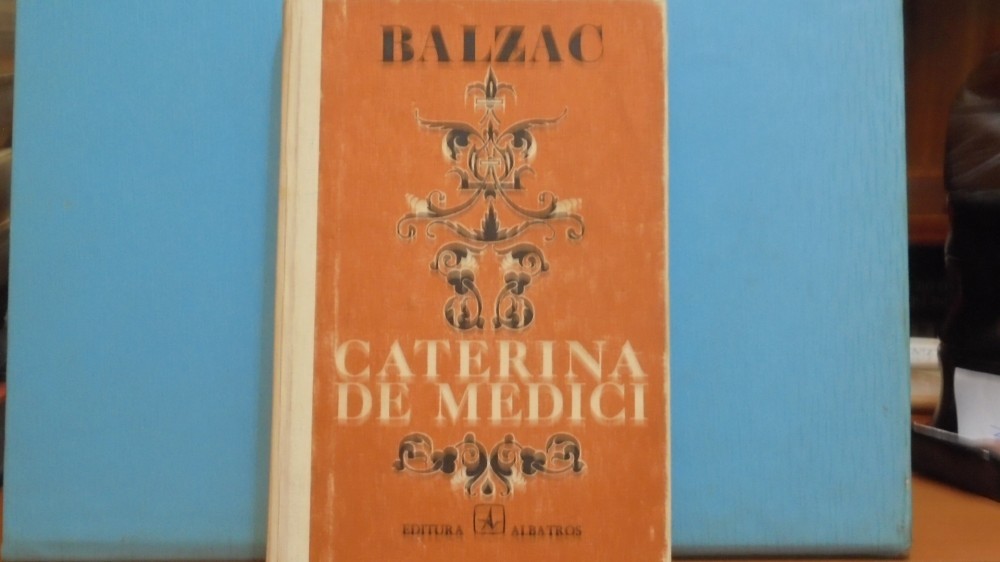 BALZAC
CATERINA
DE MEDICI
EDITURA A ALBATROS